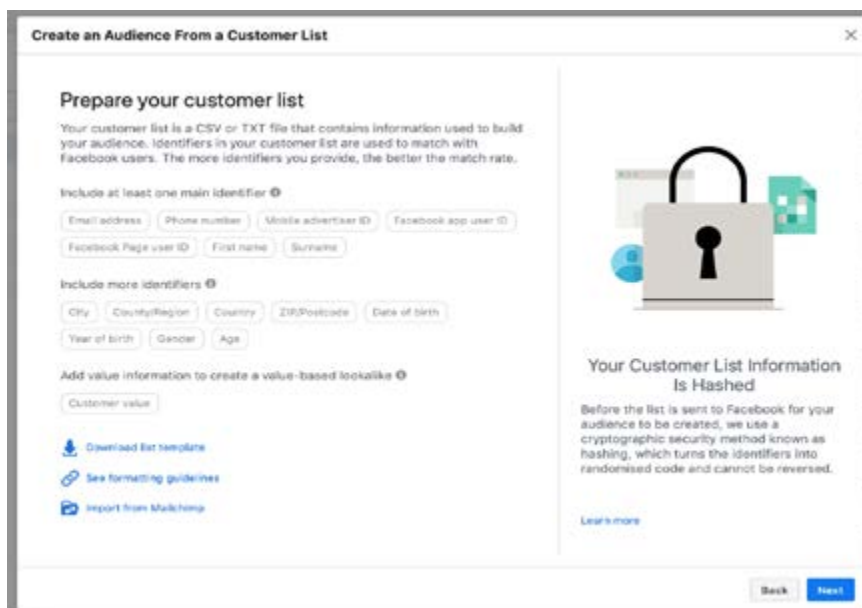 Create an Audience From a Customer List
Prepare your customer list
Your customer list is a CSV or TXT file that contains information used to build
your audience. Identifiers in your customer list are used to match with
Facebook users. The more identifiers you provide, the better the match rate.
Include at least one main identifier
Email address Phone number Mobile advertiser ID Facebook app user ID
Facebook Page user ID First name Surname
Include more identifiers
City County/Region Country ZIP/Postcode Date of birth
Year of birth Gender Age
Add value information to create a value-based lookalike
Customer value
Download list template
See formatting guidelines
Import from Mailchimp
Your Customer List Information
Is Hashed
Before the list is sent to Facebook for your
audience to be created, we use a
cryptographic security method known as
hashing, which turns the identifiers into
randomised code and cannot be reversed.
Learn more
Back Next